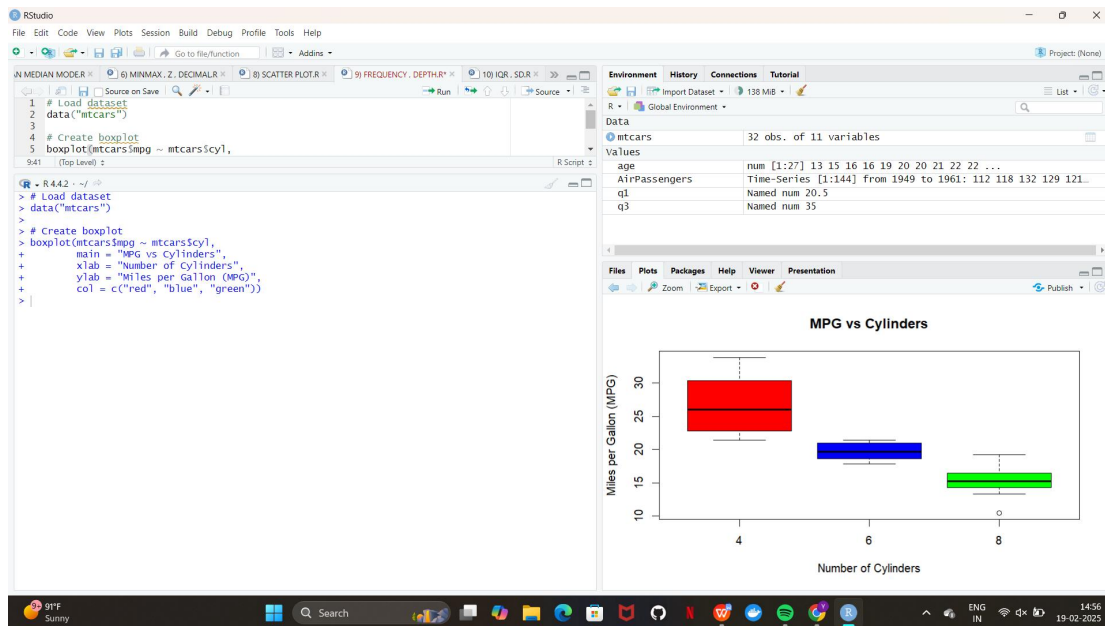 RStudio
File Edit Code View Plots Session Build Debug Profile Tools Help
Go to file/function Addins Project: (None)
AN MEDIAN MODE.R 6) MINMAX . Z . DECIMAL.R 8) SCATTER PLOT.R 9) FREQUENCY . DEPTH.R* 10) IQR . SD.R
Source on Save Run Source
1 # Load dataset
2 data("mtcars")
3
4 # Create boxplot
5 boxplot(mtcars$mpg ~ mtcars$cyl,
9:41 (Top Level) R Script
R 4.4.2 · ~/
> # Load dataset
> data("mtcars")
>
> # Create boxplot
> boxplot(mtcars$mpg ~ mtcars$cyl,
+ main = "MPG vs Cylinders",
+ xlab = "Number of Cylinders",
+ ylab = "Miles per Gallon (MPG)",
+ col = c("red", "blue", "green"))
>
Environment History Connections Tutorial
Import Dataset 138 MiB List
R Global Environment
Data
mtcars 32 obs. of 11 variables
Values
age num [1:27] 13 15 16 16 19 20 20 21 22 22 ...
AirPassengers Time-Series [1:144] from 1949 to 1961: 112 118 132 129 121…
q1 Named num 20.5
q3 Named num 35
Files Plots Packages Help Viewer Presentation
Zoom Export Publish
MPG vs Cylinders
Miles per Gallon (MPG)
30
25
20
15
10
4 6 8
Number of Cylinders
9+ 91°F
Sunny
Search
ENG
IN
14:56
19-02-2025